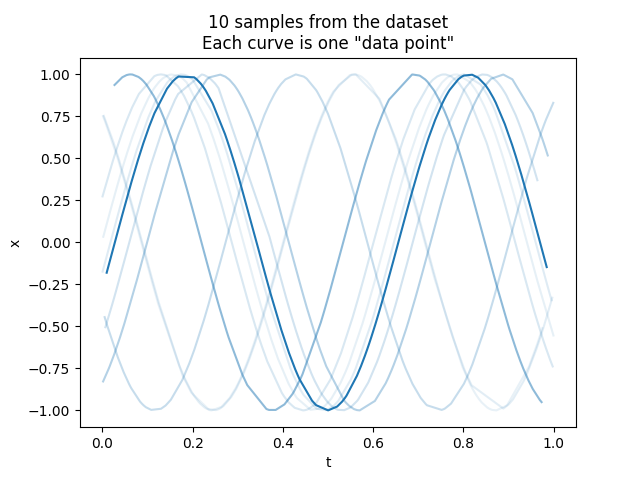 10 samples from the dataset
Each curve is one "data point"
1.00
0.75
0.50
0.25
0.00
−0.25
−0.50
−0.75
−1.00
x
0.0 0.2 0.4 0.6 0.8 1.0
t